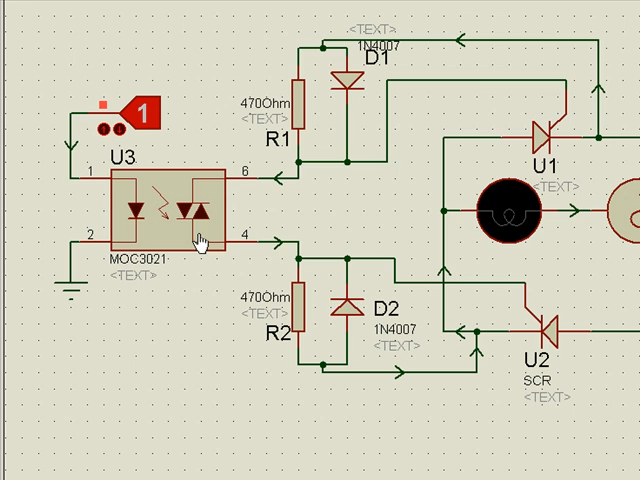 <TEXT>
1N4007
D1
470Ohm
<TEXT>
R1
1
U3
1
6
2
4
MOC3021
<TEXT>
U1
<TEXT>
470Ohm
<TEXT>
R2
D2
1N4007
<TEXT>
U2
SCR
<TEXT>